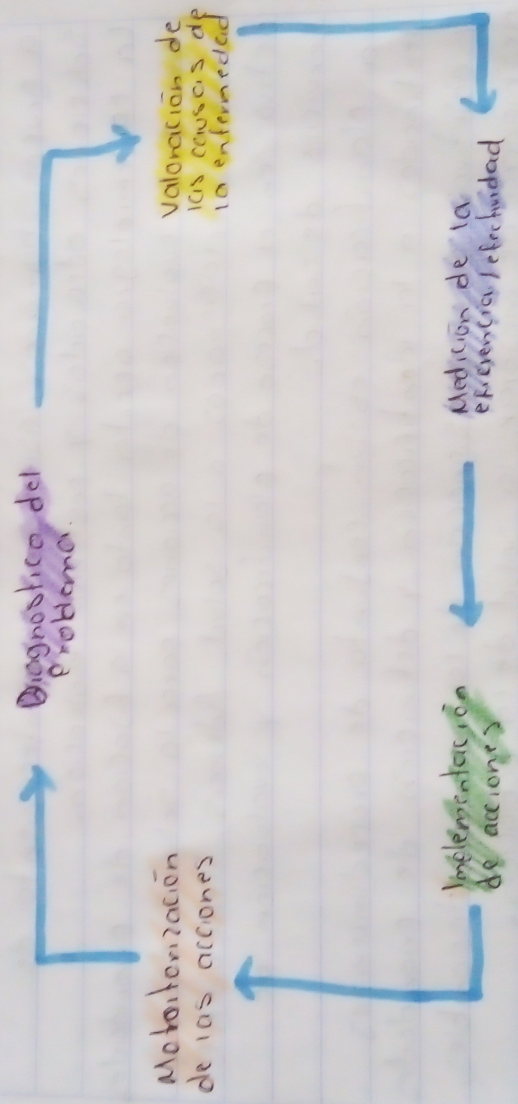 Diagnostico del
Problema.
Valoración de
las causas de
la enfermedad
Medición de la
eficiencia/efectividad
Implementación
de acciones
Motoitorización
de las acciones